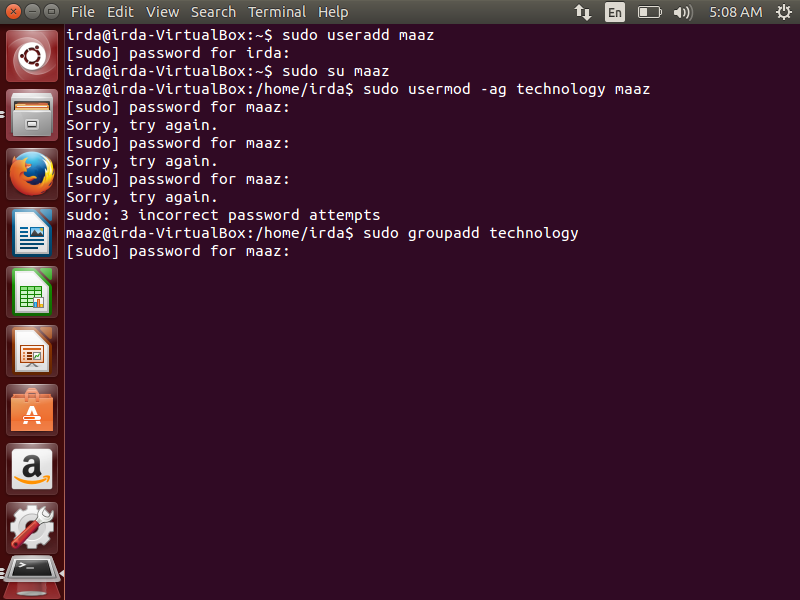 File Edit View Search Terminal Help
En
5:08 AM
irda@irda-VirtualBox:~$ sudo useradd maaz
[sudo] password for irda:
irda@irda-VirtualBox:~$ sudo su maaz
maaz@irda-VirtualBox:/home/irda$ sudo usermod -ag technology maaz
[sudo] password for maaz:
Sorry, try again.
[sudo] password for maaz:
Sorry, try again.
[sudo] password for maaz:
Sorry, try again.
sudo: 3 incorrect password attempts
maaz@irda-VirtualBox:/home/irda$ sudo groupadd technology
[sudo] password for maaz: